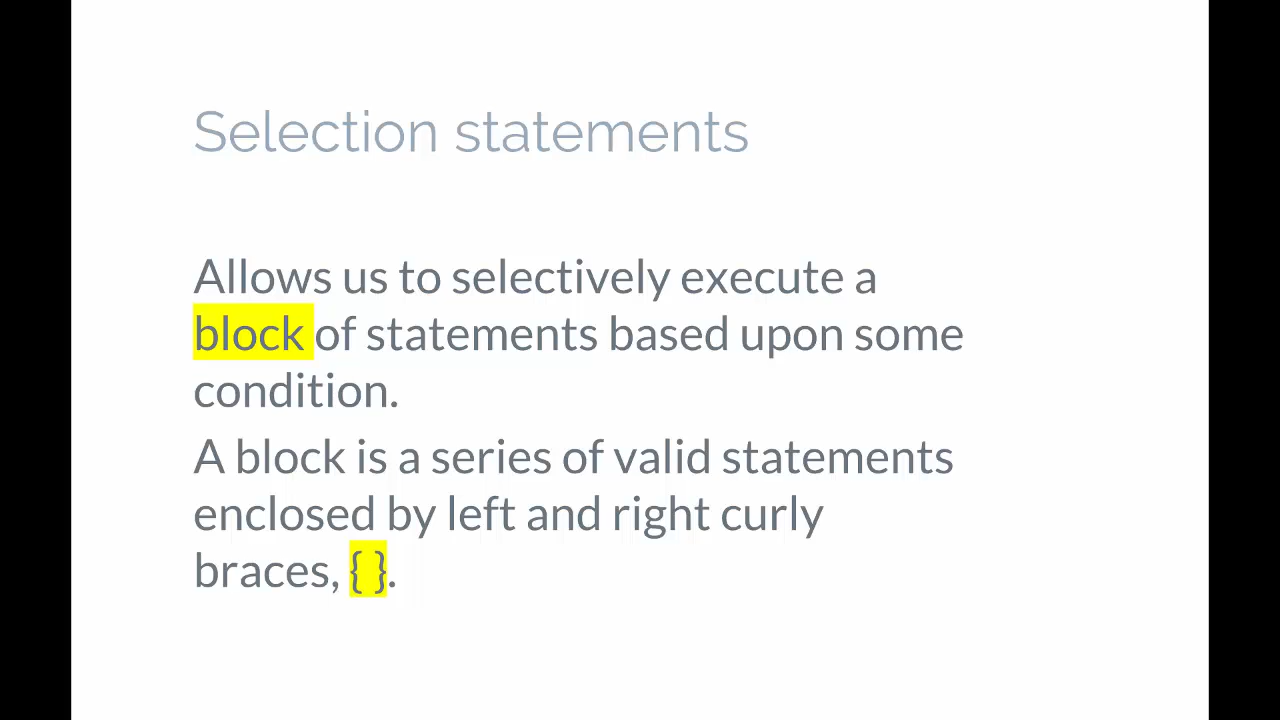 Selection statements
Allows us to selectively execute a
block of statements based upon some
condition.
A block is a series of valid statements
enclosed by left and right curly
braces, { }.